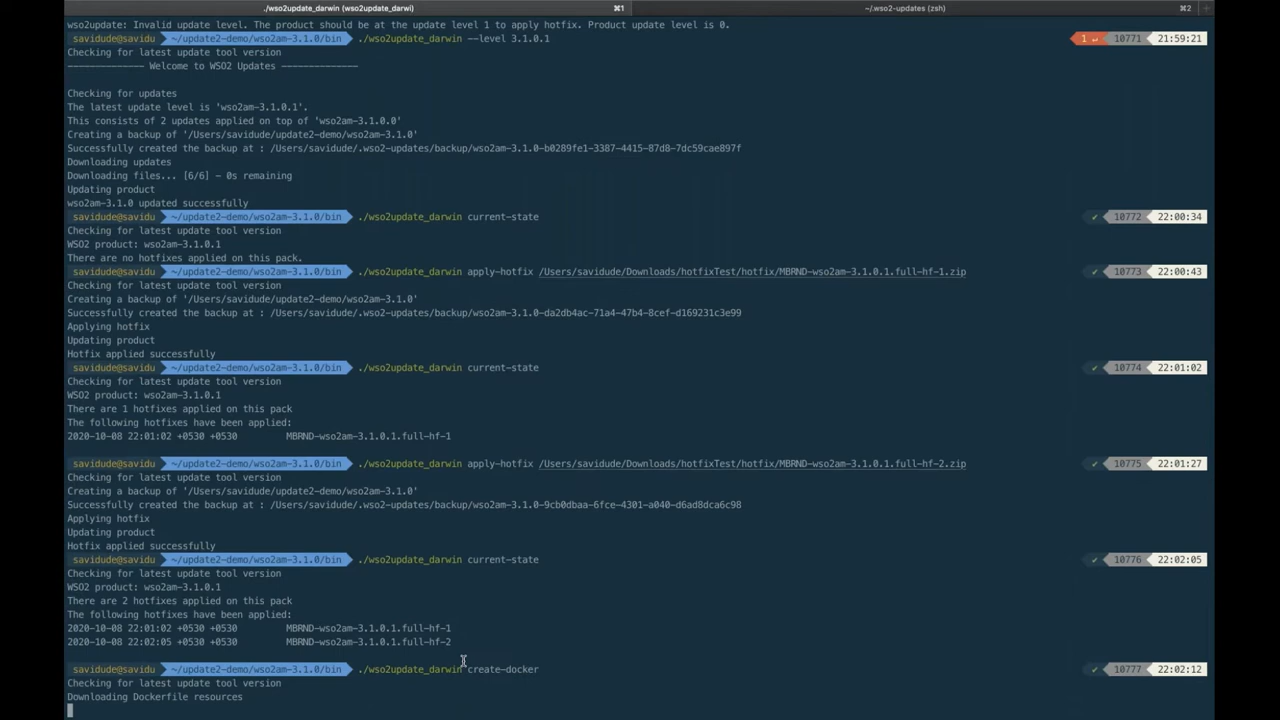 ./wso2update_darwin (wso2update_darwi) ⌘1 ~/.wso2-updates (zsh) ⌘2 +
wso2update: Invalid update level. The product should be at the update level 1 to apply hotfix. Product update level is 0.
savidude@savidu ~/update2-demo/wso2am-3.1.0/bin ./wso2update_darwin --level 3.1.0.1 1 ↵ 10771 21:59:21
Checking for latest update tool version
-------------- Welcome to WSO2 Updates --------------
Checking for updates
The latest update level is 'wso2am-3.1.0.1'.
This consists of 2 updates applied on top of 'wso2am-3.1.0.0'
Creating a backup of '/Users/savidude/update2-demo/wso2am-3.1.0'
Successfully created the backup at : /Users/savidude/.wso2-updates/backup/wso2am-3.1.0-b0289fe1-3387-4415-87d8-7dc59cae897f
Downloading updates
Downloading files... [6/6] - 0s remaining
Updating product
wso2am-3.1.0 updated successfully
savidude@savidu ~/update2-demo/wso2am-3.1.0/bin ./wso2update_darwin current-state ✓ 10772 22:00:34
Checking for latest update tool version
WSO2 product: wso2am-3.1.0.1
There are no hotfixes applied on this pack.
savidude@savidu ~/update2-demo/wso2am-3.1.0/bin ./wso2update_darwin apply-hotfix /Users/savidude/Downloads/hotfixTest/hotfix/MBRND-wso2am-3.1.0.1.full-hf-1.zip ✓ 10773 22:00:43
Checking for latest update tool version
Creating a backup of '/Users/savidude/update2-demo/wso2am-3.1.0'
Successfully created the backup at : /Users/savidude/.wso2-updates/backup/wso2am-3.1.0-da2db4ac-71a4-47b4-8cef-d169231c3e99
Applying hotfix
Updating product
Hotfix applied successfully
savidude@savidu ~/update2-demo/wso2am-3.1.0/bin ./wso2update_darwin current-state ✓ 10774 22:01:02
Checking for latest update tool version
WSO2 product: wso2am-3.1.0.1
There are 1 hotfixes applied on this pack
The following hotfixes have been applied:
2020-10-08 22:01:02 +0530 +0530 MBRND-wso2am-3.1.0.1.full-hf-1
savidude@savidu ~/update2-demo/wso2am-3.1.0/bin ./wso2update_darwin apply-hotfix /Users/savidude/Downloads/hotfixTest/hotfix/MBRND-wso2am-3.1.0.1.full-hf-2.zip ✓ 10775 22:01:27
Checking for latest update tool version
Creating a backup of '/Users/savidude/update2-demo/wso2am-3.1.0'
Successfully created the backup at : /Users/savidude/.wso2-updates/backup/wso2am-3.1.0-9cb0dbaa-6fce-4301-a040-d6ad8dca6c98
Applying hotfix
Updating product
Hotfix applied successfully
savidude@savidu ~/update2-demo/wso2am-3.1.0/bin ./wso2update_darwin current-state ✓ 10776 22:02:05
Checking for latest update tool version
WSO2 product: wso2am-3.1.0.1
There are 2 hotfixes applied on this pack
The following hotfixes have been applied:
2020-10-08 22:01:02 +0530 +0530 MBRND-wso2am-3.1.0.1.full-hf-1
2020-10-08 22:02:05 +0530 +0530 MBRND-wso2am-3.1.0.1.full-hf-2
savidude@savidu ~/update2-demo/wso2am-3.1.0/bin ./wso2update_darwin create-docker ✓ 10777 22:02:12
Checking for latest update tool version
Downloading Dockerfile resources